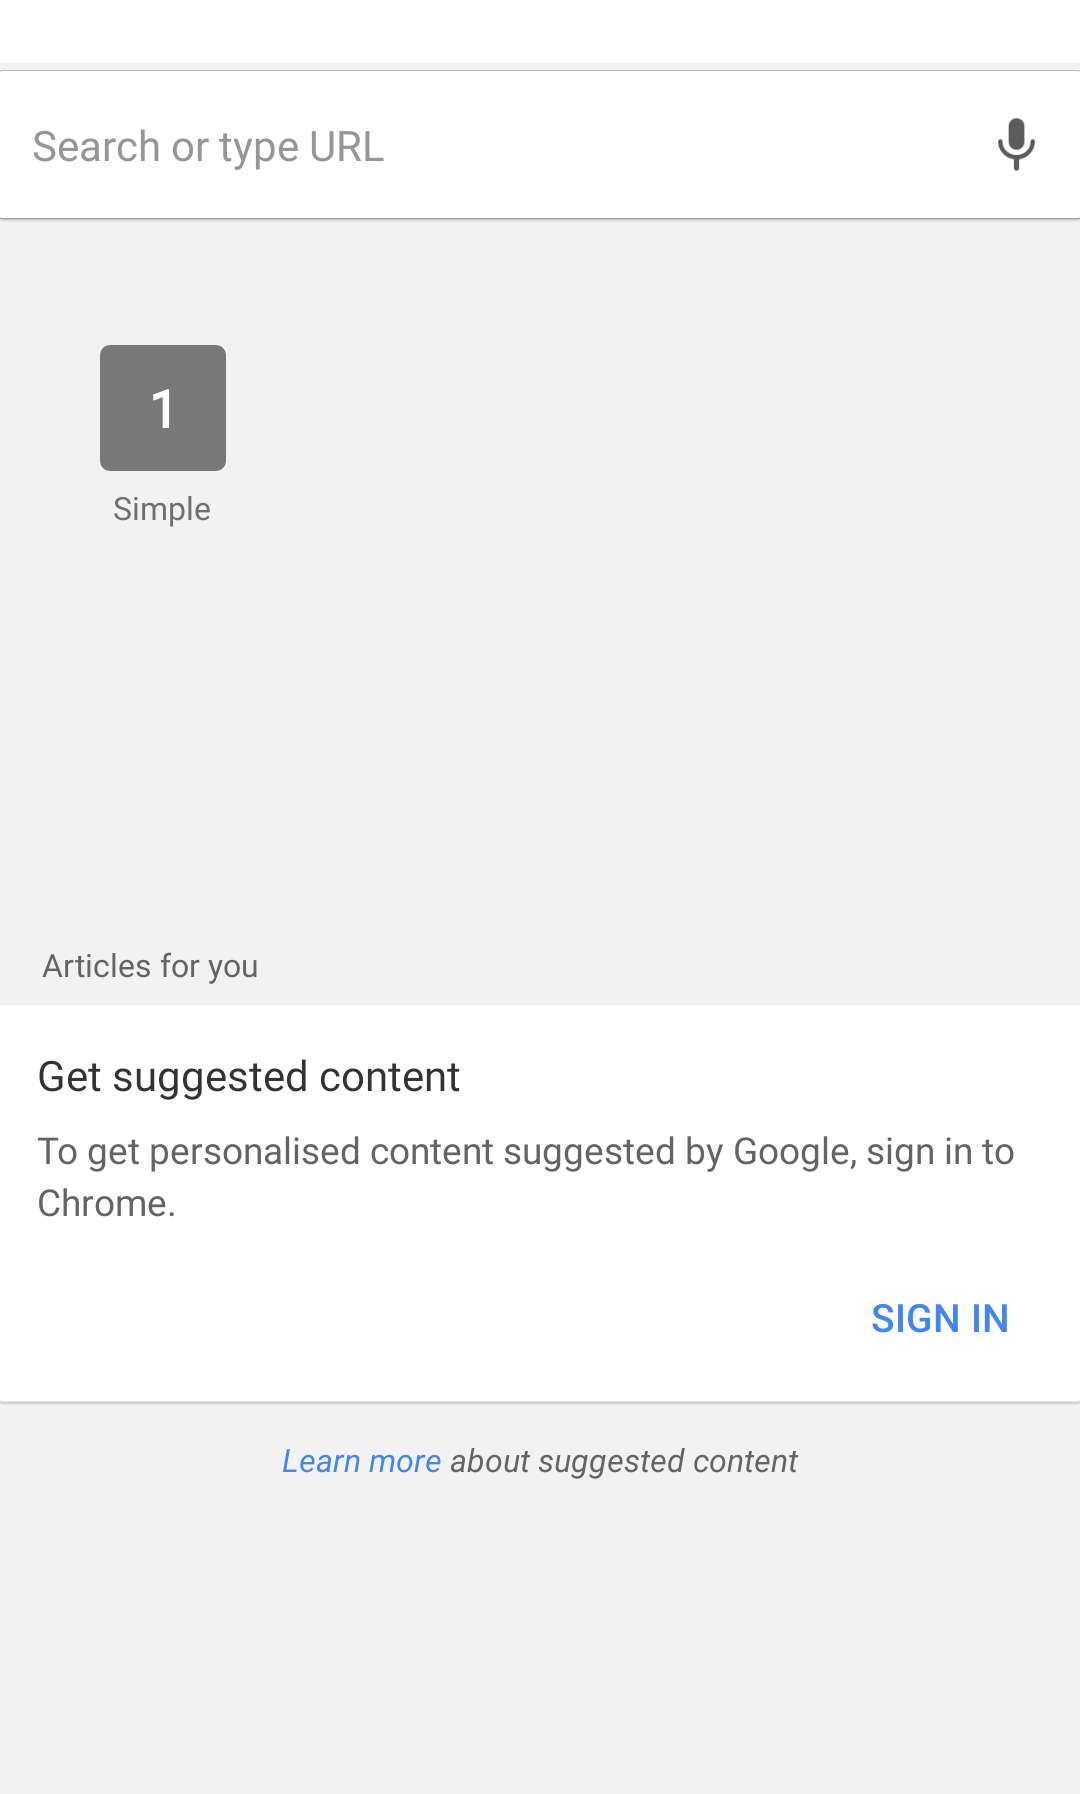 Search or type URL
1
Simple
Articles for you
Get suggested content
To get personalised content suggested by Google, sign in to
Chrome.
SIGN IN
Learn more about suggested content